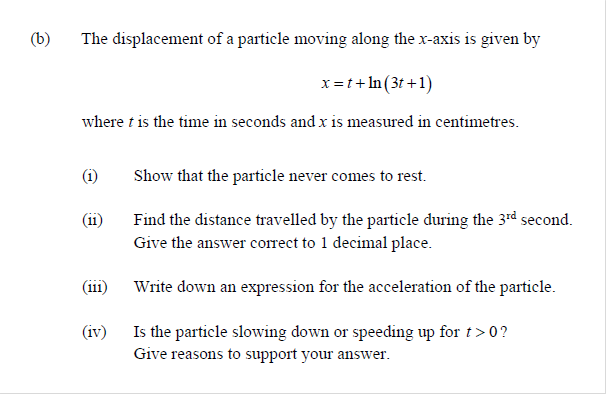 (b) The displacement of a particle moving along the x-axis is given by
x = t + ln(3t + 1)
where t is the time in seconds and x is measured in centimetres.
(i) Show that the particle never comes to rest.
(ii) Find the distance travelled by the particle during the 3rd second.
Give the answer correct to 1 decimal place.
(iii) Write down an expression for the acceleration of the particle.
(iv) Is the particle slowing down or speeding up for t > 0?
Give reasons to support your answer.